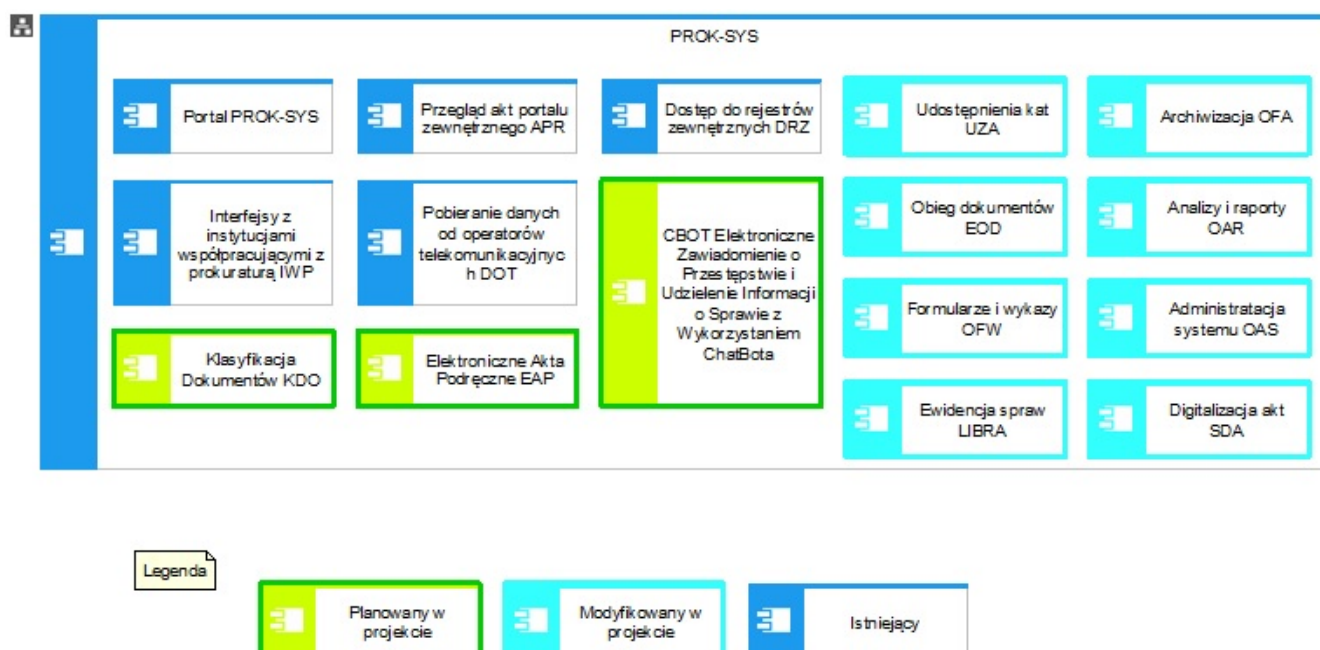 PROK-SYS
Portal PROK-SYS
Przegląd akt portalu
zewnętrznego APR
Dostęp do rejestrów
zewnętrznych DRZ
Udostępnienia kat
UZA
Archiwizacja OFA
Interfejsy z
instytucjami
współpracującymi z
prokuraturą IWP
Pobieranie danych
od operatorów
telekomunikacyjnyc
h DOT
CBOT Elektroniczne
Zawiadomienie o
Przestępstwie i
Udzielenie Informacji
o Sprawie z
Wykorzystaniem
ChatBota
Obieg dokumentów
EOD
Analizy i raporty
OAR
Formularze i wykazy
OFW
Administratacja
systemu OAS
Klasyfikacja
Dokumentów KDO
Elektroniczne Akta
Podręczne EAP
Ewidencja spraw
LIBRA
Digitalizacja akt
SDA
Legenda
Planowany w
projekcie
Modyfikowany w
projekcie
Istniejący